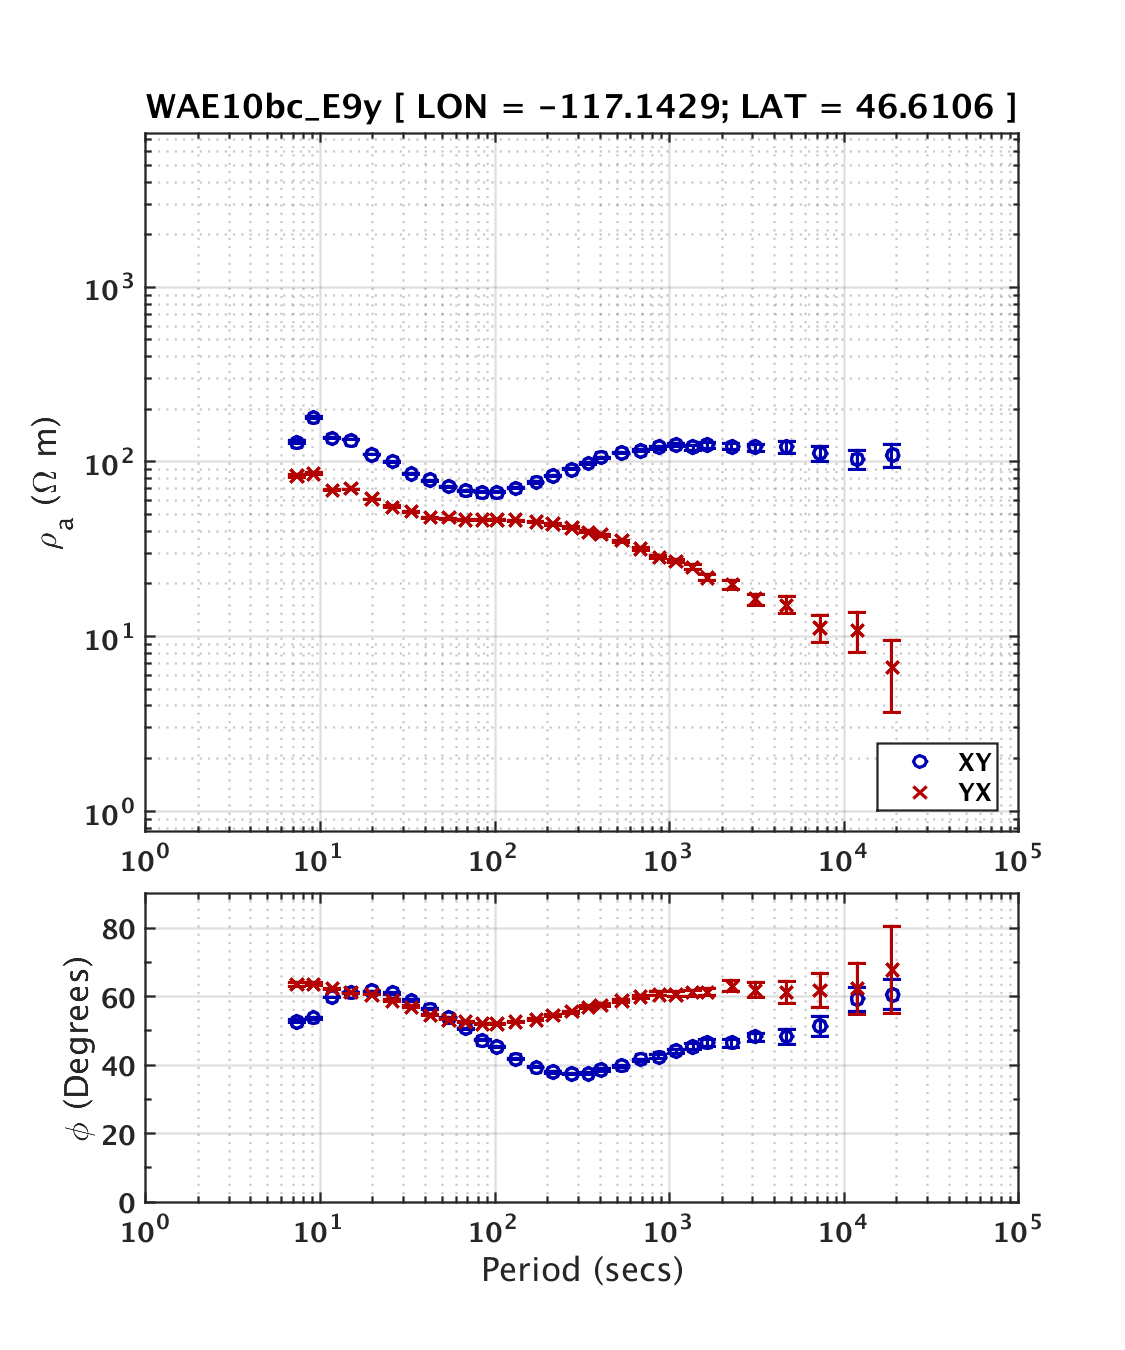 WAE10bc_E9y [ LON = -117.1429; LAT = 46.6106 ]
10³
10²
10¹
10⁰
ρₐ (Ω m)
XY
YX
10⁰ 10¹ 10² 10³ 10⁴ 10⁵
80
60
40
20
0
ϕ (Degrees)
10⁰ 10¹ 10² 10³ 10⁴ 10⁵
Period (secs)